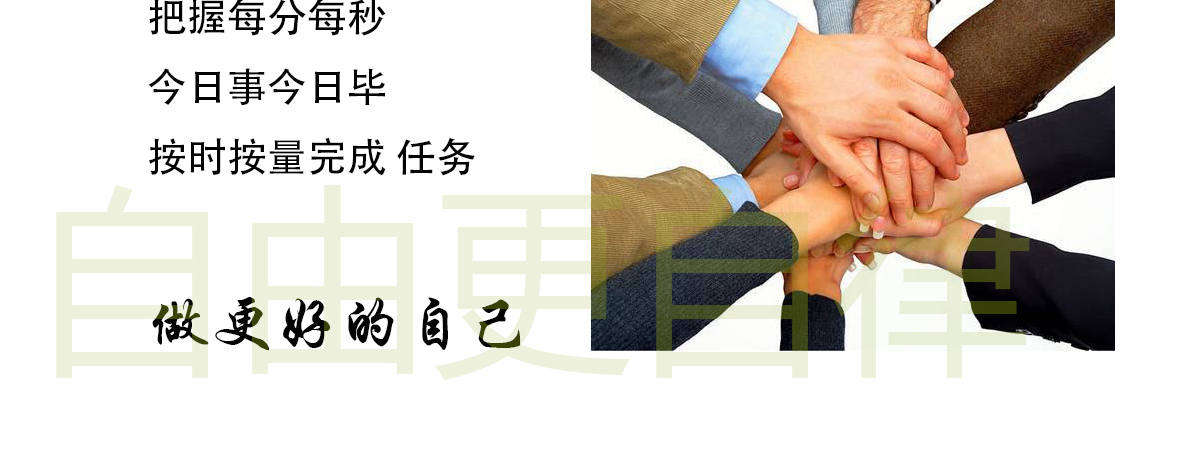 把握每分每秒
今日事今日毕
按时按量完成 任务
自由更自律
做更好的自己